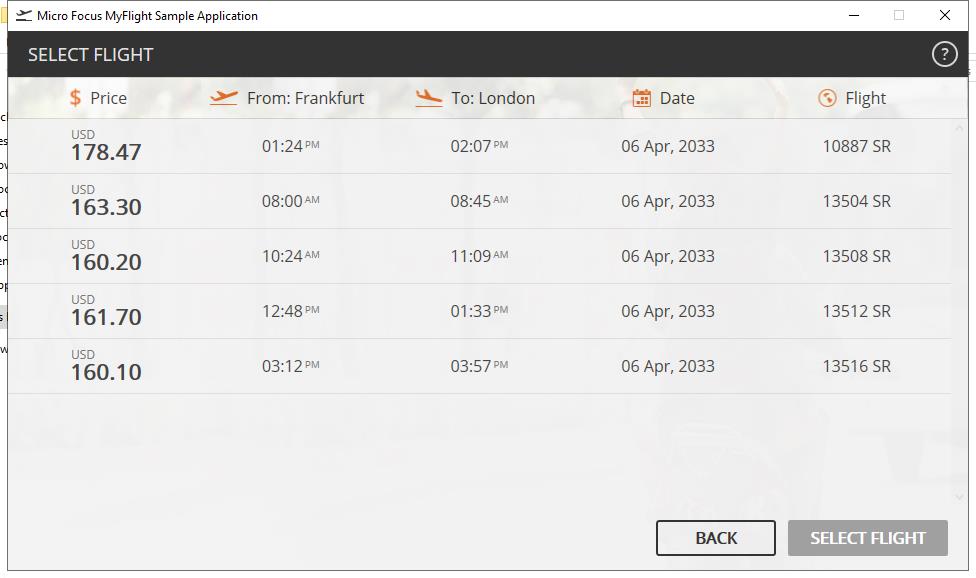 Micro Focus MyFlight Sample Application
SELECT FLIGHT ?
$ Price From: Frankfurt To: London Date Flight
USD
178.47 01:24 PM 02:07 PM 06 Apr, 2033 10887 SR
USD
163.30 08:00 AM 08:45 AM 06 Apr, 2033 13504 SR
USD
160.20 10:24 AM 11:09 AM 06 Apr, 2033 13508 SR
USD
161.70 12:48 PM 01:33 PM 06 Apr, 2033 13512 SR
USD
160.10 03:12 PM 03:57 PM 06 Apr, 2033 13516 SR
BACK SELECT FLIGHT